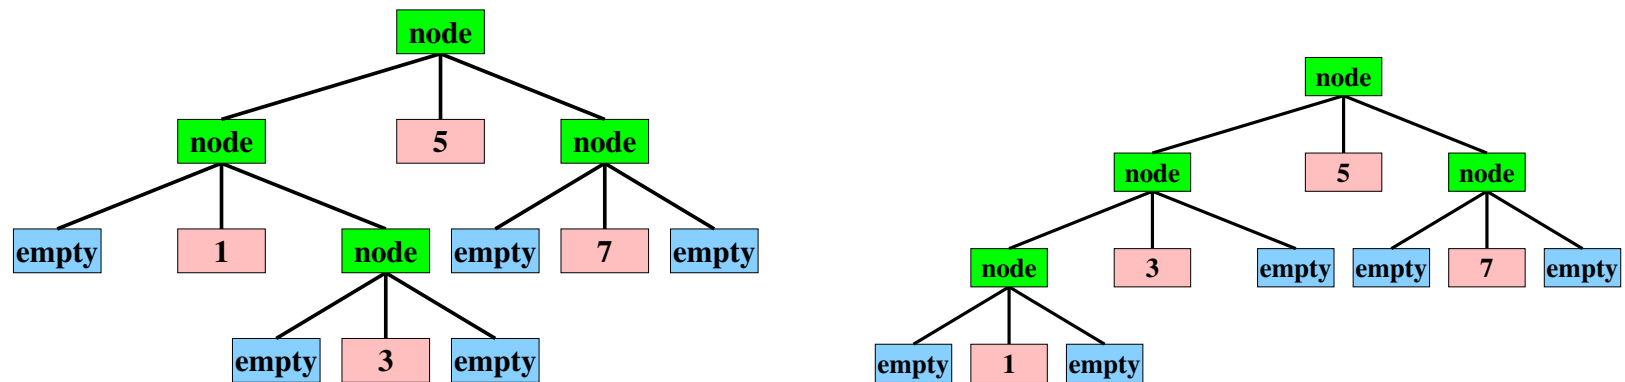 node
node 5 node
empty 1 node empty 7 empty
empty 3 empty
node
node 5 node
node 3 empty empty 7 empty
empty 1 empty